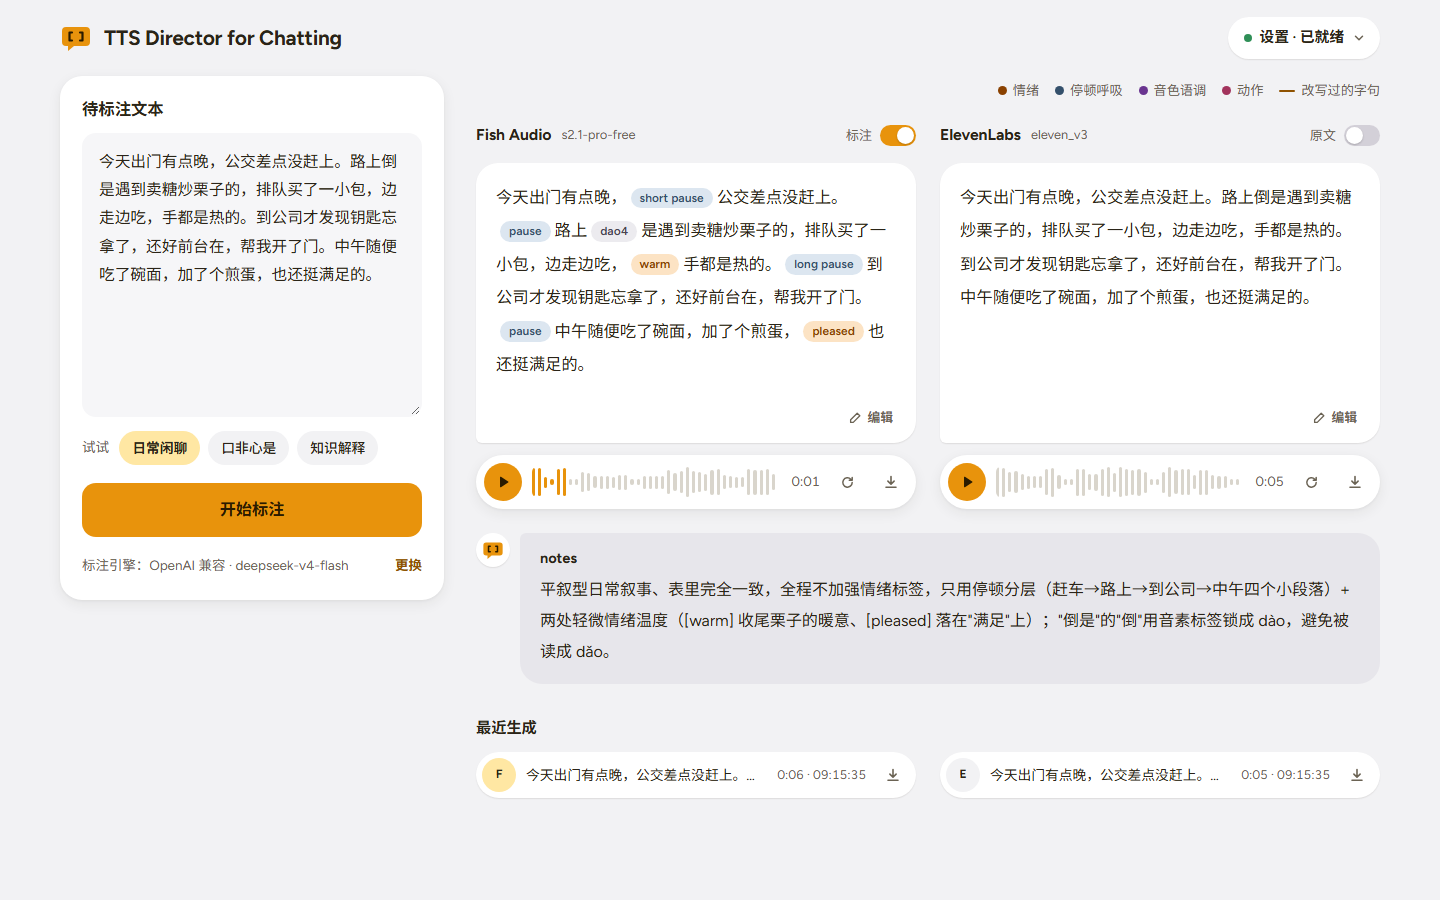 TTS Director for Chatting
设置 · 已就绪
待标注文本
今天出门有点晚，公交差点没赶上。路上倒
是遇到卖糖炒栗子的，排队买了一小包，边
走边吃，手都是热的。到公司才发现钥匙忘
拿了，还好前台在，帮我开了门。中午随便
吃了碗面，加了个煎蛋，也还挺满足的。
试试 日常闲聊 口非心是 知识解释
开始标注
标注引擎：OpenAI 兼容 · deepseek-v4-flash 更换
情绪 停顿呼吸 音色语调 动作 改写过的字句
Fish Audio s2.1-pro-free 标注
今天出门有点晚， short pause 公交差点没赶上。
pause 路上 dao4 是遇到卖糖炒栗子的，排队买了一
小包，边走边吃， warm 手都是热的。 long pause 到
公司才发现钥匙忘拿了，还好前台在，帮我开了门。
pause 中午随便吃了碗面，加了个煎蛋， pleased 也
还挺满足的。
编辑
0:01
ElevenLabs eleven_v3 原文
今天出门有点晚，公交差点没赶上。路上倒是遇到卖糖
炒栗子的，排队买了一小包，边走边吃，手都是热的。
到公司才发现钥匙忘拿了，还好前台在，帮我开了门。
中午随便吃了碗面，加了个煎蛋，也还挺满足的。
编辑
0:05
notes
平叙型日常叙事、表里完全一致，全程不加强情绪标签，只用停顿分层（赶车→路上→到公司→中午四个小段落）+
两处轻微情绪温度（[warm] 收尾栗子的暖意、[pleased] 落在"满足"上）；"倒是"的"倒"用音素标签锁成 dào，避免被
读成 dǎo。
最近生成
F 今天出门有点晚，公交差点没赶上。... 0:06 · 09:15:35
E 今天出门有点晚，公交差点没赶上。... 0:05 · 09:15:35